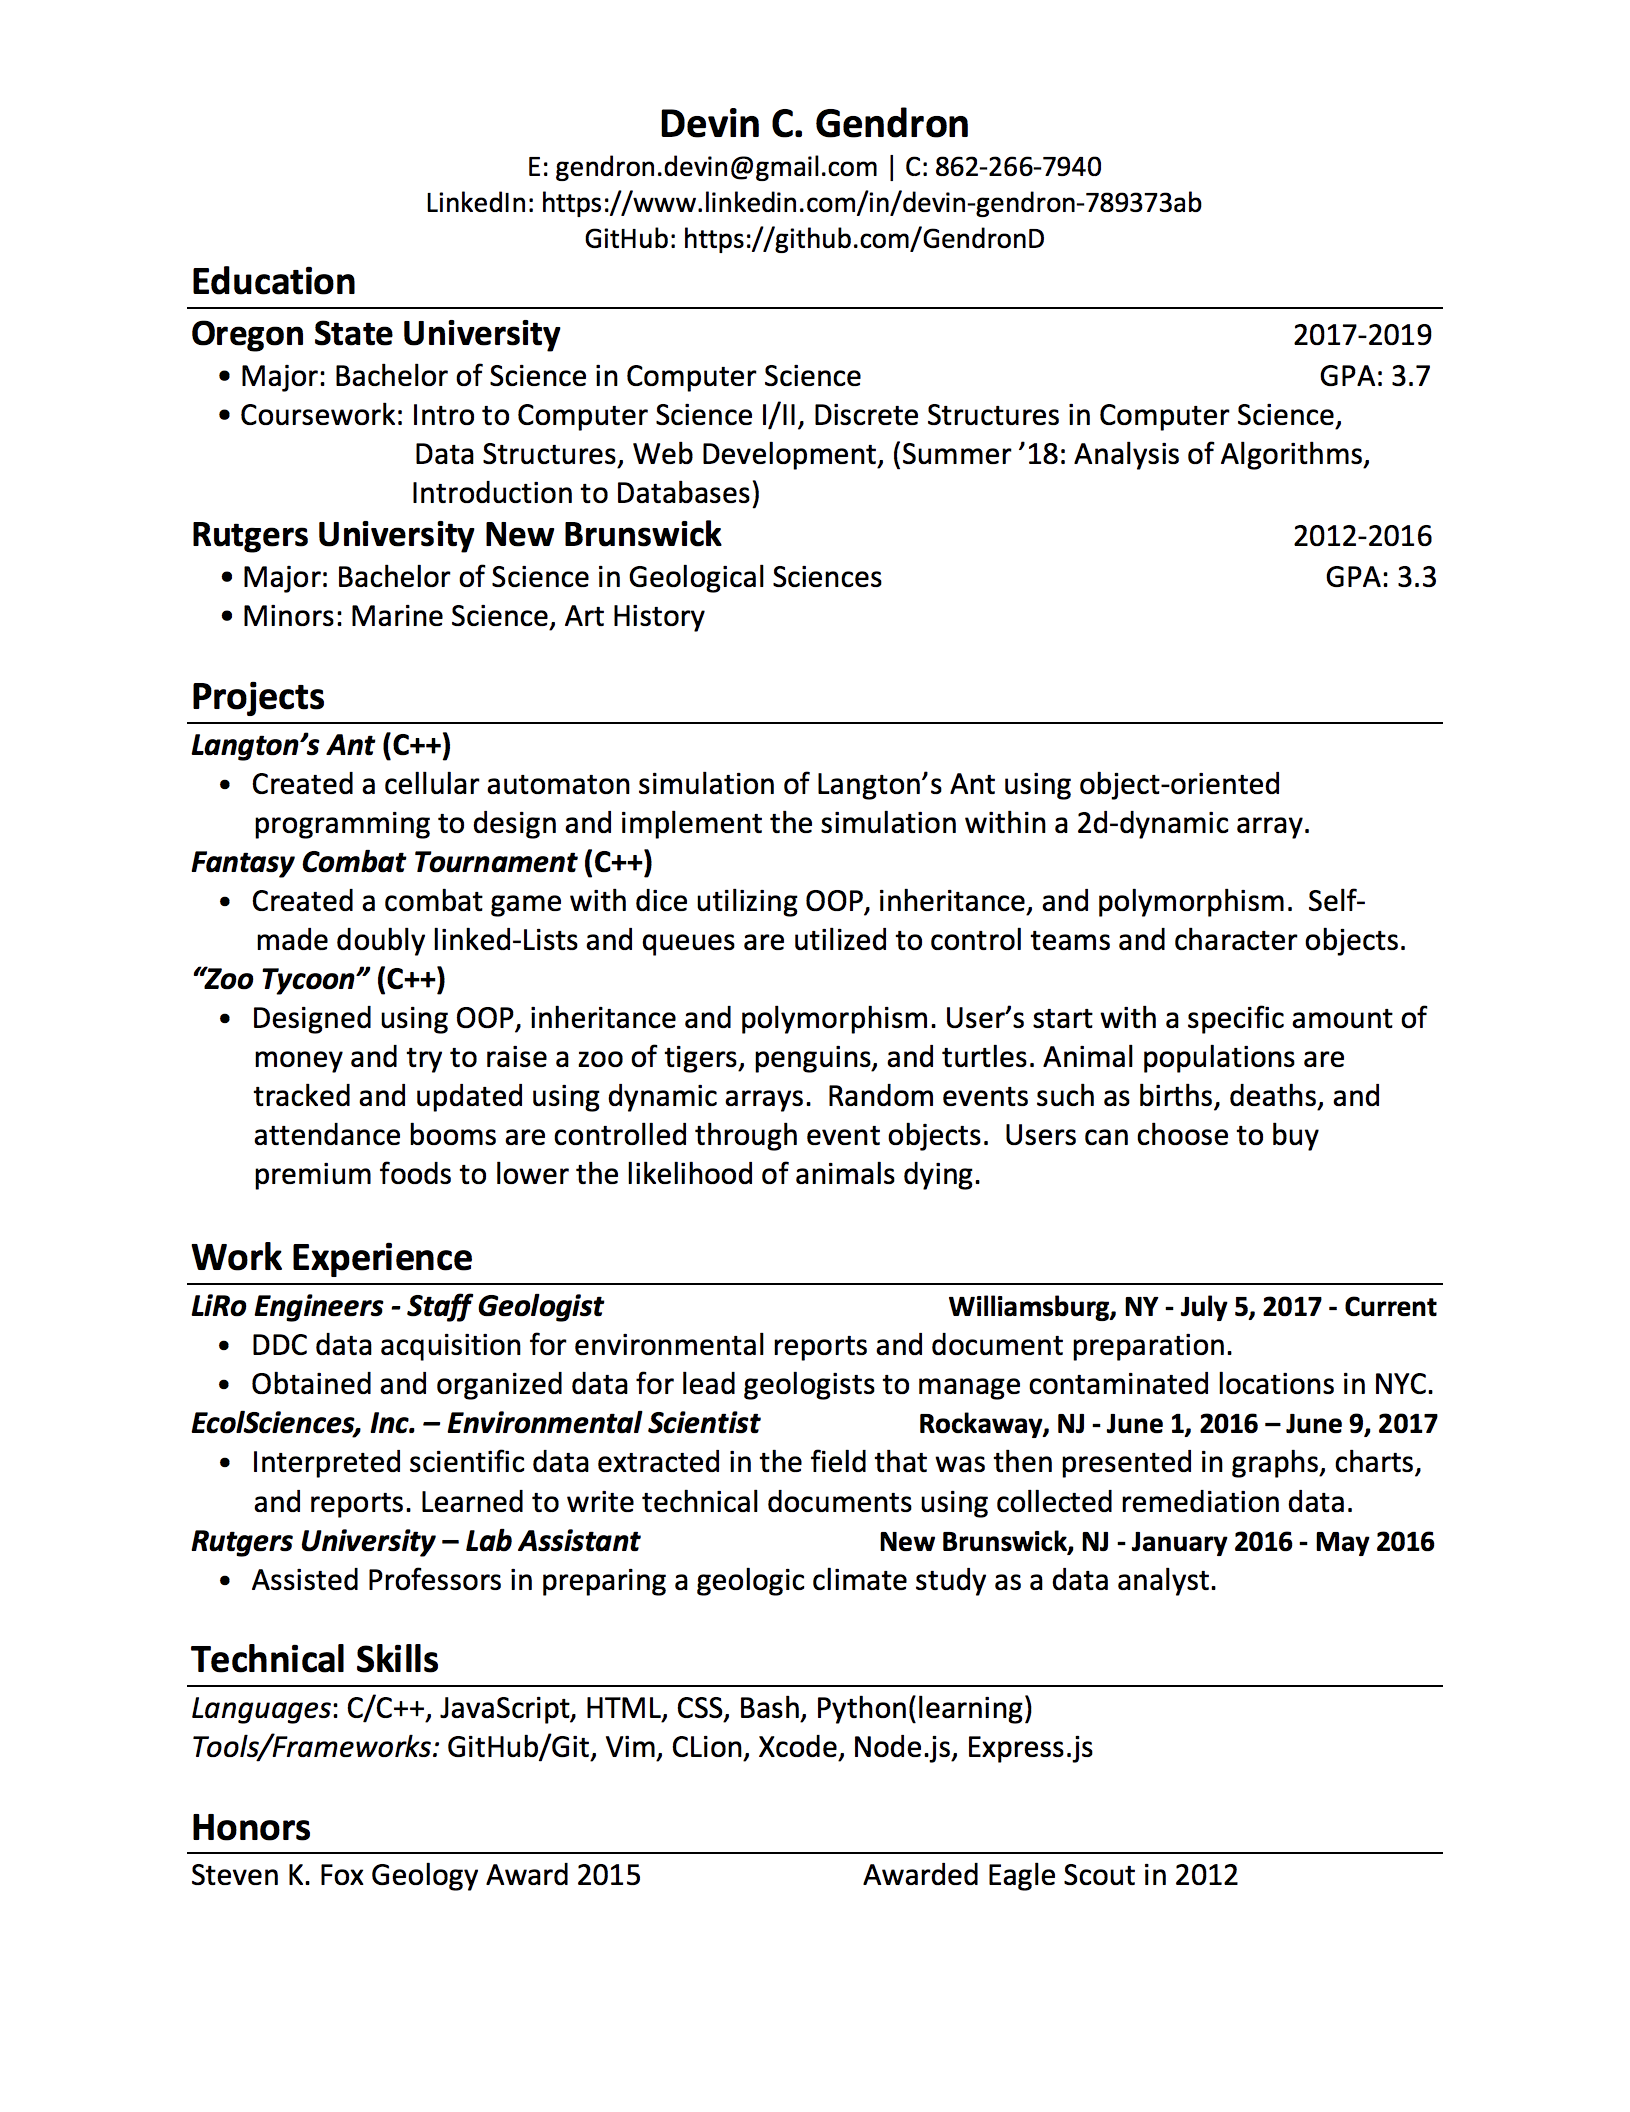 Devin C. Gendron
E: gendron.devin@gmail.com | C: 862-266-7940
LinkedIn: https://www.linkedin.com/in/devin-gendron-789373ab
GitHub: https://github.com/GendronD
Education
Oregon State University 2017-2019
• Major: Bachelor of Science in Computer Science GPA: 3.7
• Coursework: Intro to Computer Science I/II, Discrete Structures in Computer Science,
Data Structures, Web Development, (Summer ’18: Analysis of Algorithms,
Introduction to Databases)
Rutgers University New Brunswick 2012-2016
• Major: Bachelor of Science in Geological Sciences GPA: 3.3
• Minors: Marine Science, Art History
Projects
Langton’s Ant (C++)
• Created a cellular automaton simulation of Langton’s Ant using object-oriented
programming to design and implement the simulation within a 2d-dynamic array.
Fantasy Combat Tournament (C++)
• Created a combat game with dice utilizing OOP, inheritance, and polymorphism.  Self-
made doubly linked-Lists and queues are utilized to control teams and character objects.
“Zoo Tycoon” (C++)
• Designed using OOP, inheritance and polymorphism. User’s start with a specific amount of
money and try to raise a zoo of tigers, penguins, and turtles. Animal populations are
tracked and updated using dynamic arrays.  Random events such as births, deaths, and
attendance booms are controlled through event objects.  Users can choose to buy
premium foods to lower the likelihood of animals dying.
Work Experience
LiRo Engineers - Staff Geologist Williamsburg, NY - July 5, 2017 - Current
• DDC data acquisition for environmental reports and document preparation.
• Obtained and organized data for lead geologists to manage contaminated locations in NYC.
EcolSciences, Inc. – Environmental Scientist Rockaway, NJ - June 1, 2016 – June 9, 2017
• Interpreted scientific data extracted in the field that was then presented in graphs, charts,
and reports. Learned to write technical documents using collected remediation data.
Rutgers University – Lab Assistant New Brunswick, NJ - January 2016 - May 2016
• Assisted Professors in preparing a geologic climate study as a data analyst.
Technical Skills
Languages: C/C++, JavaScript, HTML, CSS, Bash, Python(learning)
Tools/Frameworks: GitHub/Git, Vim, CLion, Xcode, Node.js, Express.js
Honors
Steven K. Fox Geology Award 2015 Awarded Eagle Scout in 2012